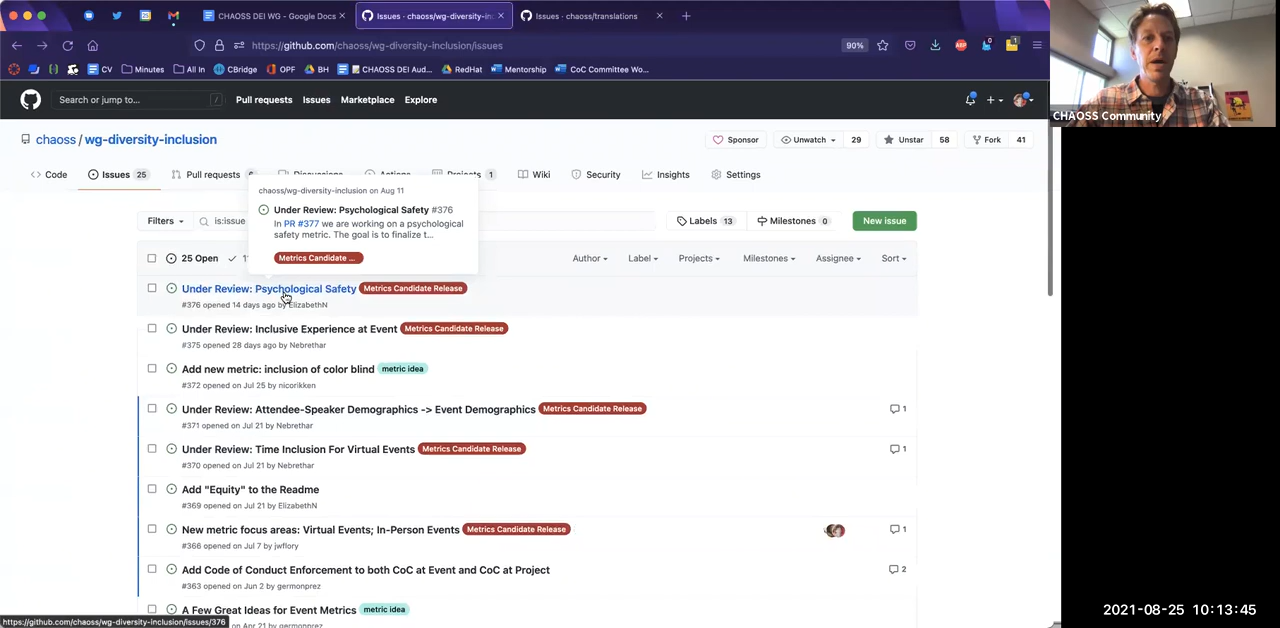 CHAOSS DEI WG - Google Docs
Issues · chaoss/wg-diversity-in
Issues · chaoss/translations
https://github.com/chaoss/wg-diversity-inclusion/issues
90%
CV
Minutes
All In
CBridge
OPF
BH
CHAOSS DEI Aud...
RedHat
Mentorship
CoC Committee Wo...
Search or jump to...
/
Pull requests
Issues
Marketplace
Explore
CHAOSS Community
chaoss / wg-diversity-inclusion
Sponsor
Unwatch
29
Unstar
58
Fork
41
Code
Issues 25
Pull requests
Discussions
Actions
Projects 1
Wiki
Security
Insights
Settings
chaoss/wg-diversity-inclusion on Aug 11
Under Review: Psychological Safety #376
In PR #377 we are working on a psychological
safety metric. The goal is to finalize t...
Metrics Candidate ...
Filters
is:issue
Labels 13
Milestones 0
New issue
25 Open
Author
Label
Projects
Milestones
Assignee
Sort
Under Review: Psychological Safety Metrics Candidate Release
#376 opened 14 days ago by ElizabethN
Under Review: Inclusive Experience at Event Metrics Candidate Release
#375 opened 28 days ago by Nebrethar
Add new metric: inclusion of color blind metric idea
#372 opened on Jul 25 by nicorikken
Under Review: Attendee-Speaker Demographics -> Event Demographics Metrics Candidate Release 1
#371 opened on Jul 21 by Nebrethar
Under Review: Time Inclusion For Virtual Events Metrics Candidate Release 1
#370 opened on Jul 21 by Nebrethar
Add "Equity" to the Readme
#369 opened on Jul 21 by ElizabethN
New metric focus areas: Virtual Events; In-Person Events Metrics Candidate Release 1
#366 opened on Jul 7 by jwflory
Add Code of Conduct Enforcement to both CoC at Event and CoC at Project 2
#363 opened on Jun 2 by germonprez
A Few Great Ideas for Event Metrics metric idea
on Apr 21 by germonprez
https://github.com/chaoss/wg-diversity-inclusion/issues/376
2021-08-25 10:13:45